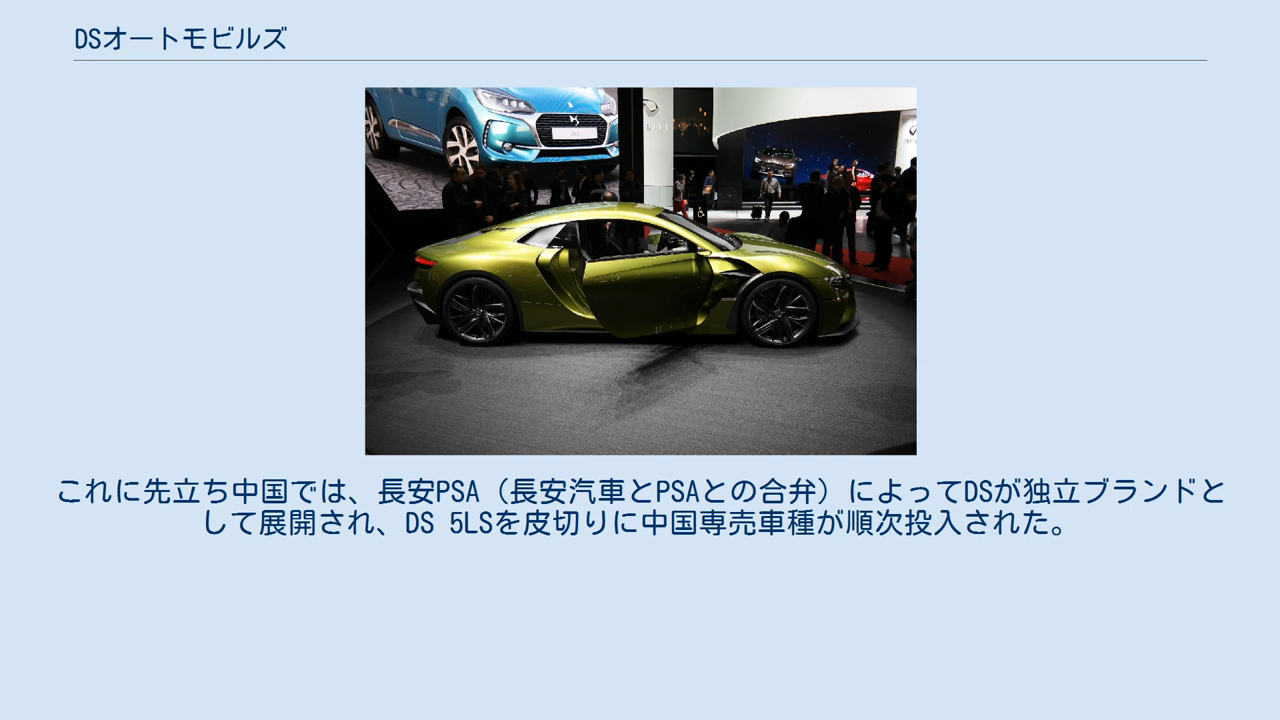 DSオートモビルズ
これに先立ち中国では、長安PSA（長安汽車とPSAとの合弁）によってDSが独立ブランドと
して展開され、DS 5LSを皮切りに中国専売車種が順次投入された。